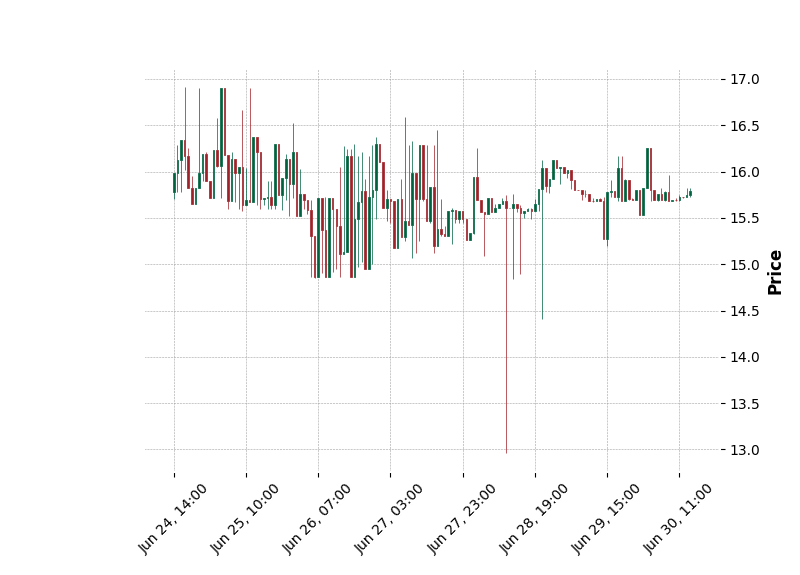 17.0
16.5
16.0
15.5
15.0
14.5
14.0
13.5
13.0
Price
Jun 24, 14:00
Jun 25, 10:00
Jun 26, 07:00
Jun 27, 03:00
Jun 27, 23:00
Jun 28, 19:00
Jun 29, 15:00
Jun 30, 11:00